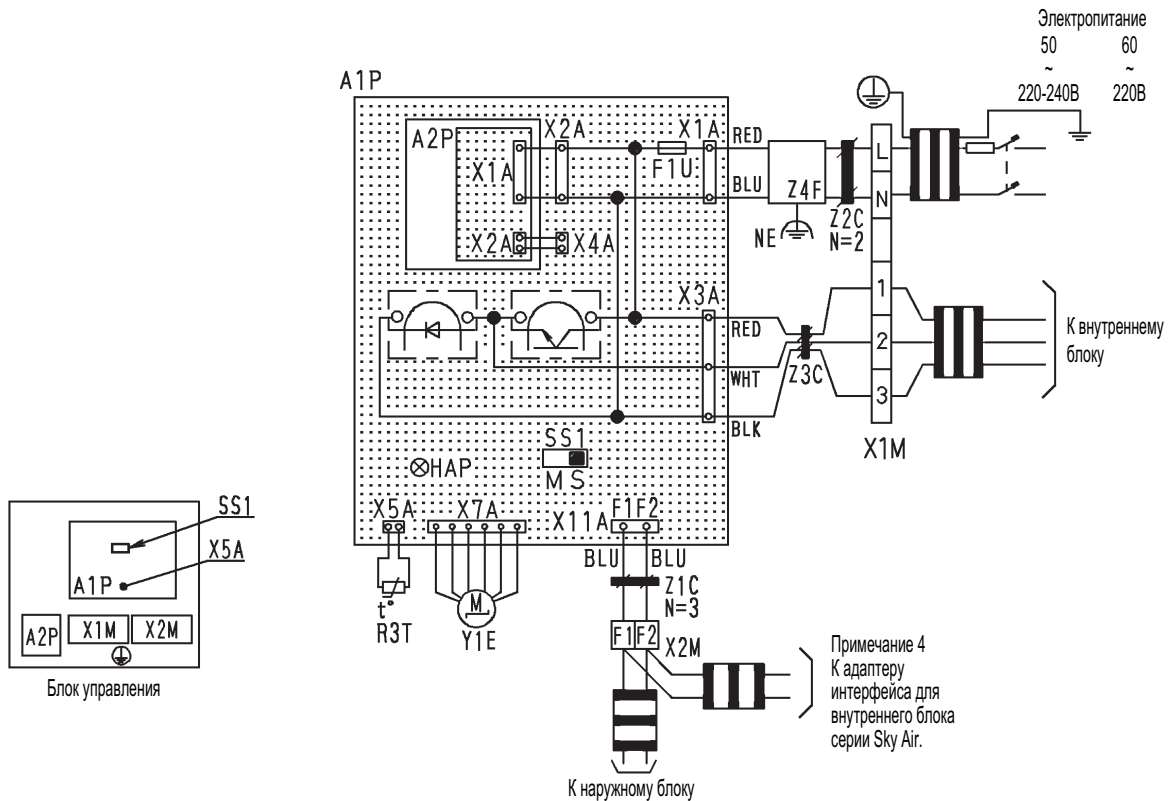 Электропитание
50 60
~ ~
220-240В 220В
A1P
A2P X2A X1A RED
X1A F1U
BLU Z4F L
N
X2A X4A NE Z2C
N=2
X3A 1
RED
2 К внутреннему
блоку
WHT Z3C
3
BLK
SS1 X1M
M S
HAP
X5A X7A X11A F1F2
BLU BLU
Z1C
N=3
t° M
R3T Y1E
F1 F2 X2M
Примечание 4
К адаптеру
интерфейса для
внутреннего блока
серии Sky Air.
К наружному блоку
SS1
X5A
A1P
A2P X1M X2M
Блок управления